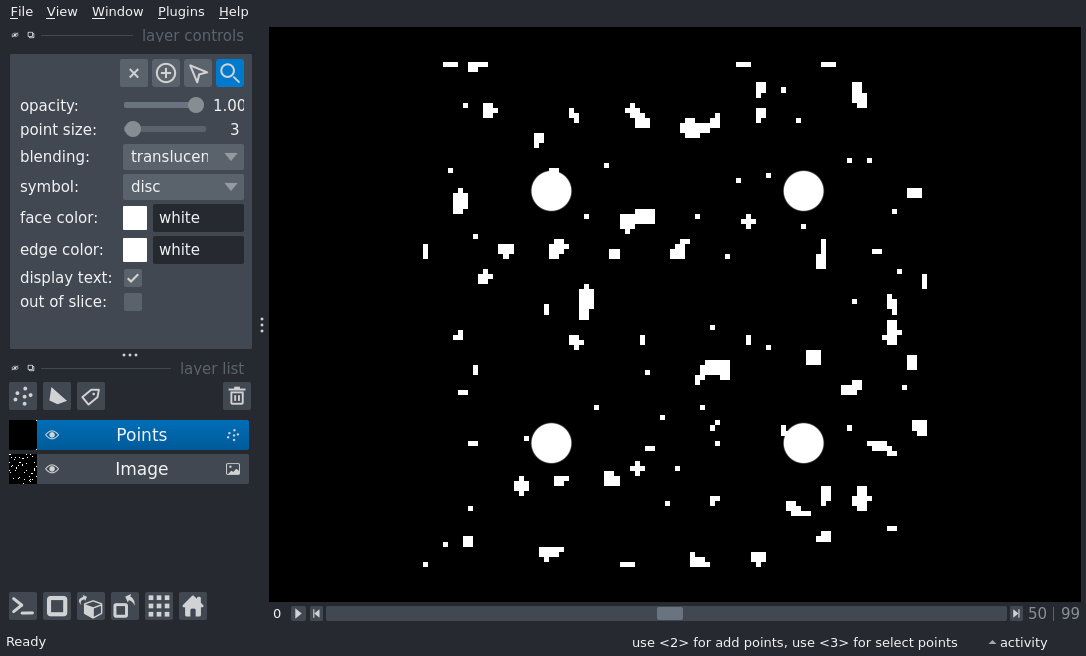 File View Window Plugins Help
layer controls
opacity: 1.00
point size: 3
blending: translucen
symbol: disc
face color: white
edge color: white
display text:
out of slice:
layer list
Points
Image
0 50 | 99
Ready use <2> for add points, use <3> for select points activity